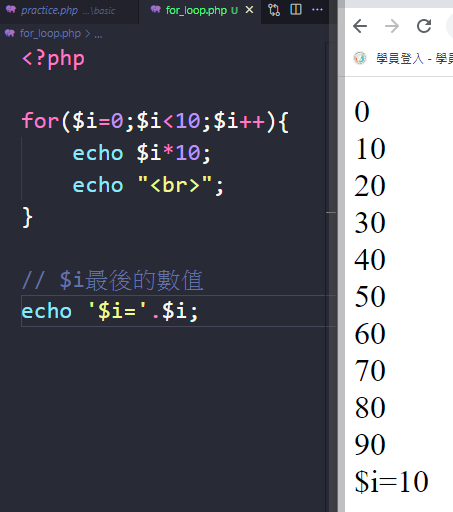 practice.php ...\basic
for_loop.php U
for_loop.php > ...
<?php
for($i=0;$i<10;$i++){
echo $i*10;
echo "<br>";
}
// $i最後的數值
echo '$i='.$i;
學員登入 - 學員
0
10
20
30
40
50
60
70
80
90
$i=10